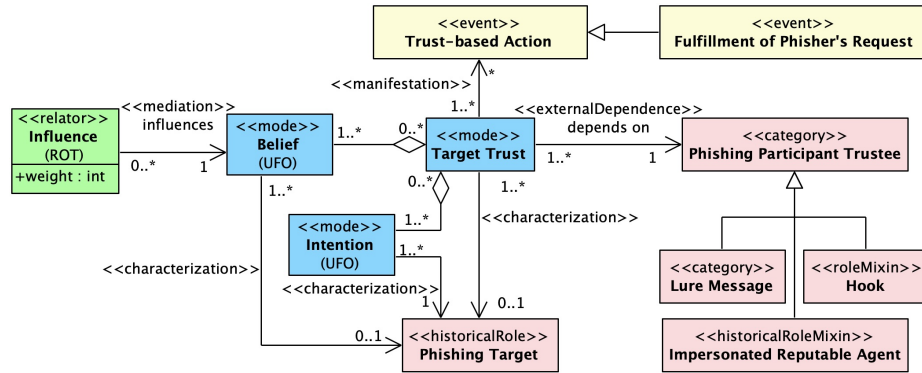 <<event>>
Trust-based Action
<<event>>
Fulfillment of Phisher's Request
<<manifestation>>
*
1..*
<<relator>>
Influence
(ROT)
+weight : int
<<mediation>>
influences
0..*
1
<<mode>>
Belief
(UFO)
1..*
0..*
<<mode>>
Target Trust
<<externalDependence>>
depends on
1..*
1
<<category>>
Phishing Participant Trustee
1..*
0..*
1..*
1..*
<<mode>>
Intention
(UFO)
1..*
<<characterization>>
<<characterization>>
<<characterization>>
1
0..1
0..1
<<category>>
Lure Message
<<roleMixin>>
Hook
<<historicalRole>>
Phishing Target
<<historicalRoleMixin>>
Impersonated Reputable Agent